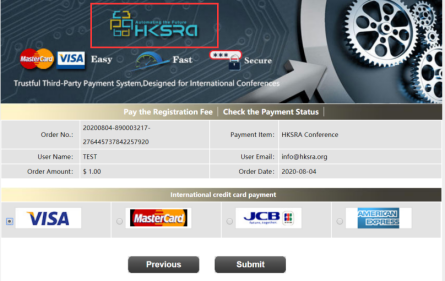 Automating the Future
HKSRA
MasterCard VISA Easy Fast *** Secure
Trustful Third-Party Payment System,Designed for International Conferences
Pay the Registration Fee | Check the Payment Status |
Order No.: 20200804-890003217-
276445737842257920 Payment Item: HKSRA Conference
User Name: TEST User Email: info@hksra.org
Order Amount: $ 1.00 Order Date: 2020-08-04
International credit card payment
VISA MasterCard JCB AMERICAN
EXPRESS
Previous Submit